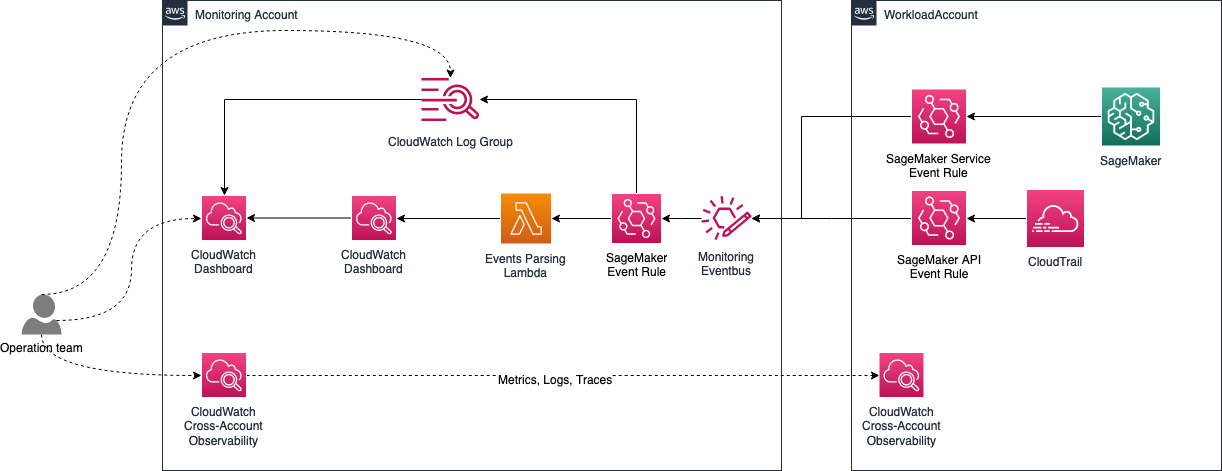 aws
Monitoring Account
aws
WorkloadAccount
CloudWatch Log Group
SageMaker Service
Event Rule
SageMaker
CloudWatch
Dashboard
CloudWatch
Dashboard
Events Parsing
Lambda
SageMaker
Event Rule
Monitoring
Eventbus
SageMaker API
Event Rule
CloudTrail
Operation team
Metrics, Logs, Traces
CloudWatch
Cross-Account
Observability
CloudWatch
Cross-Account
Observability